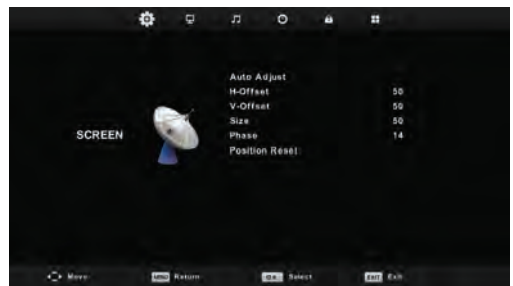 Auto Adjust
H-Offset 50
V-Offset 50
SCREEN
Size 50
Phase 14
Position Reset
Move MENU Return OK Select EXIT Exit